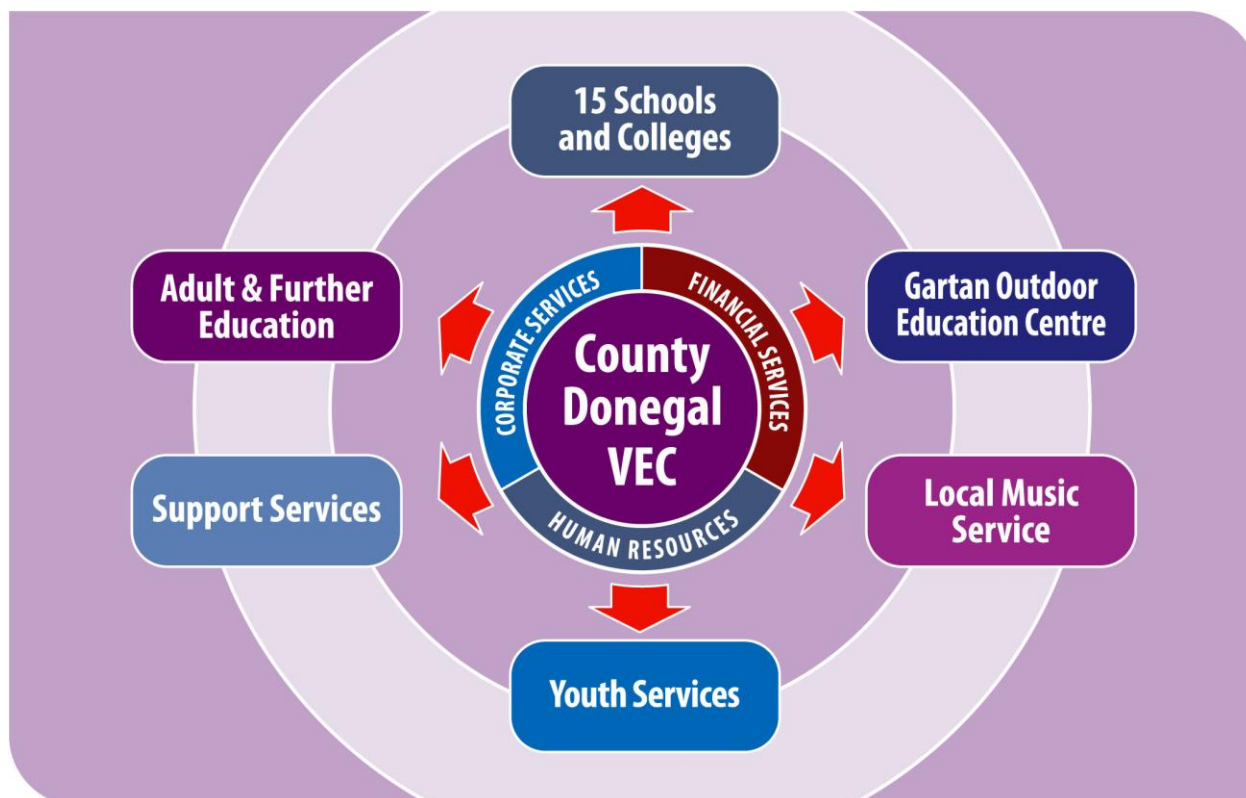 15 Schools
and Colleges
Adult & Further
Education
Gartan Outdoor
Education Centre
CORPORATE SERVICES
FINANCIAL SERVICES
County
Donegal
VEC
HUMAN RESOURCES
Support Services
Local Music
Service
Youth Services